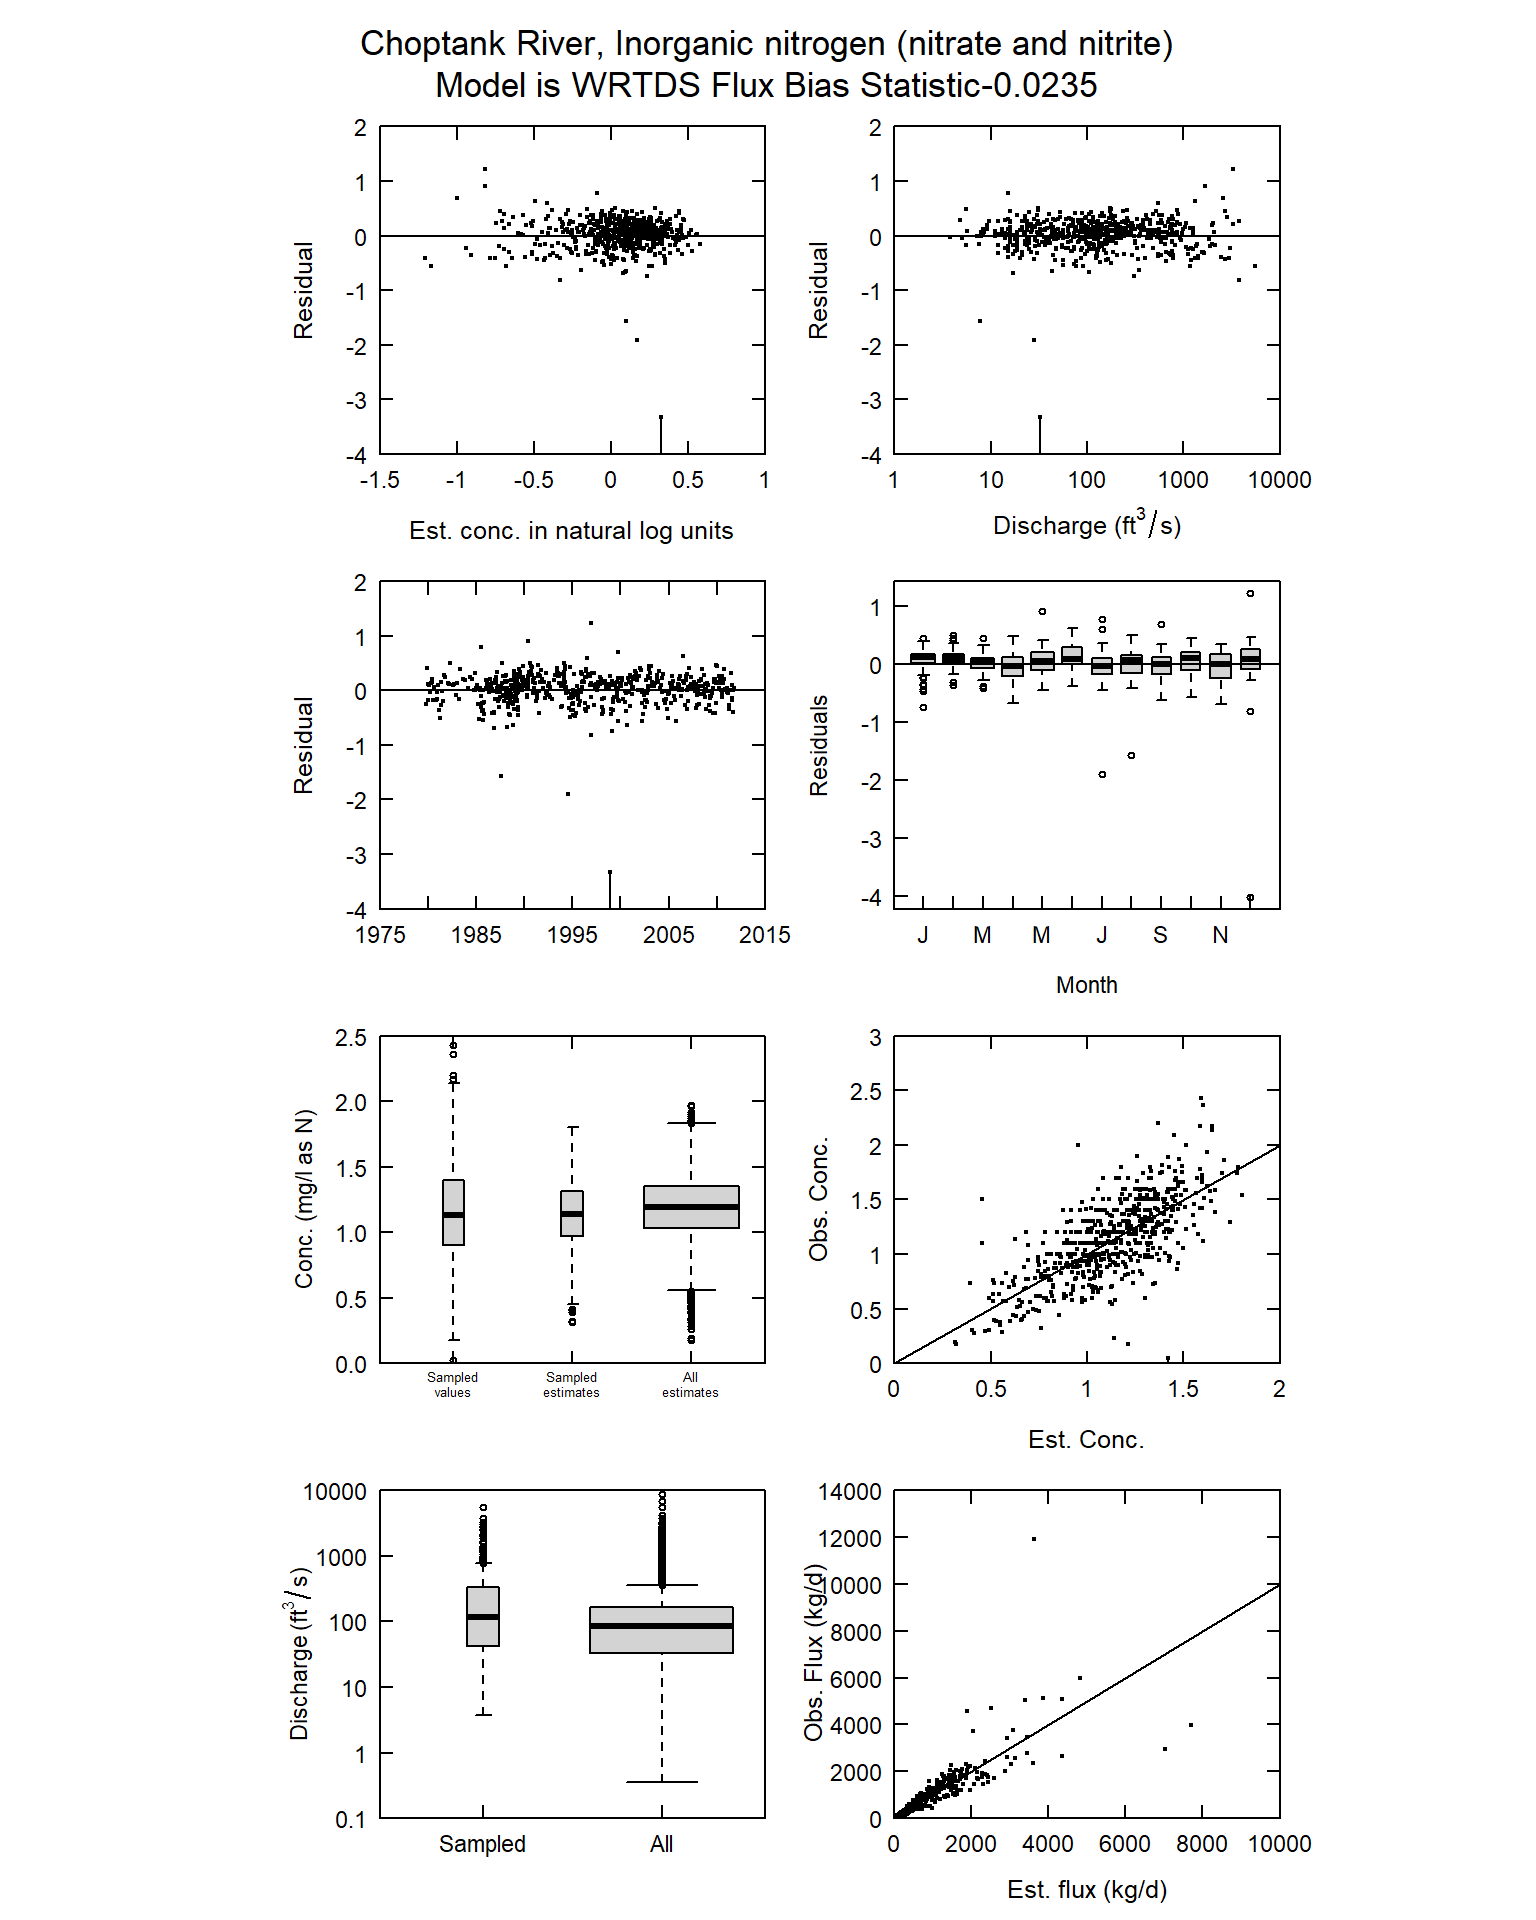 Choptank River, Inorganic nitrogen (nitrate and nitrite)
Model is WRTDS Flux Bias Statistic-0.0235
2
1
0
-1
-2
-3
-4
Residual
-1.5 -1 -0.5 0 0.5 1
Est. conc. in natural log units
2
1
0
-1
-2
-3
-4
Residual
1 10 100 1000 10000
Discharge (ft3/s)
2
1
0
-1
-2
-3
-4
Residual
1975 1985 1995 2005 2015
1
0
-1
-2
-3
-4
Residuals
J M M J S N
Month
2.5
2.0
1.5
1.0
0.5
0.0
Conc. (mg/l as N)
Sampled values
Sampled estimates
All estimates
3
2.5
2
1.5
1
0.5
0
Obs. Conc.
0 0.5 1 1.5 2
Est. Conc.
10000
1000
100
10
1
0.1
Discharge (ft3/s)
Sampled All
14000
12000
10000
8000
6000
4000
2000
0
Obs. Flux (kg/d)
0 2000 4000 6000 8000 10000
Est. flux (kg/d)